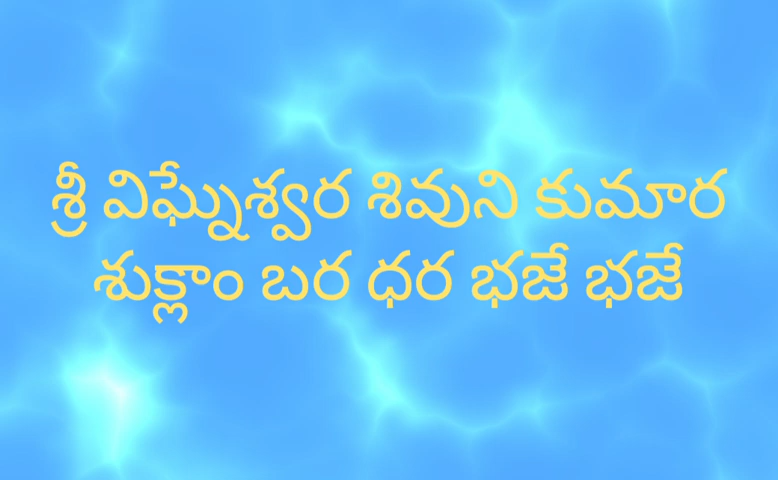 శ్రీ విఘ్నేశ్వర శివుని కుమార
శుక్లాం బర ధర భజే భజే